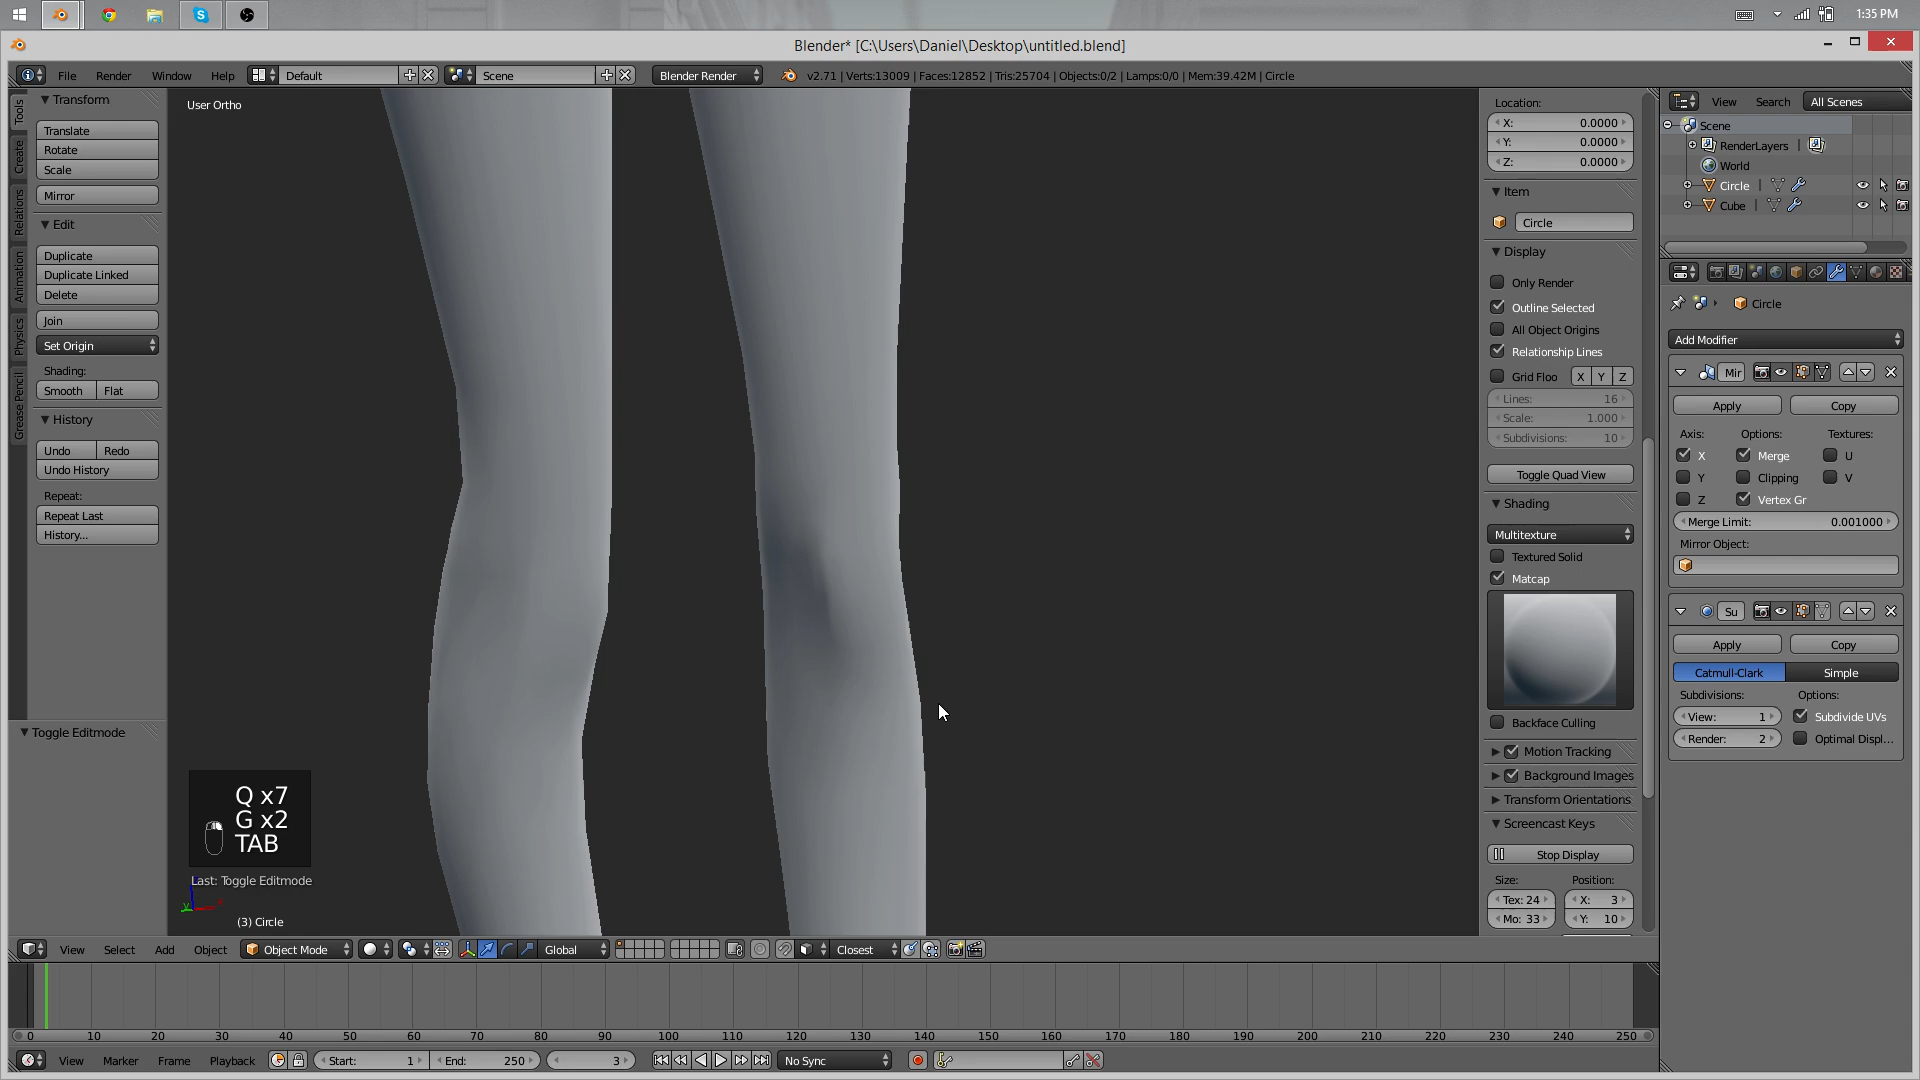 1:35 PM
Blender* [C:\Users\Daniel\Desktop\untitled.blend]
File Render Window Help Default Scene Blender Render v2.71 | Verts:13009 | Faces:12852 | Tris:25704 | Objects:0/2 | Lamps:0/0 | Mem:39.42M | Circle
Tools
Create
Relations
Animation
Physics
Grease Pencil
Transform
Translate
Rotate
Scale
Mirror
Edit
Duplicate
Duplicate Linked
Delete
Join
Set Origin
Shading:
Smooth Flat
History
Undo Redo
Undo History
Repeat:
Repeat Last
History...
Toggle Editmode
User Ortho
Q x7
G x2
TAB
Last: Toggle Editmode
(3) Circle
Location:
X: 0.0000
Y: 0.0000
Z: 0.0000
Item
Circle
Display
Only Render
Outline Selected
All Object Origins
Relationship Lines
Grid Floo X Y Z
Lines: 16
Scale: 1.000
Subdivisions: 10
Toggle Quad View
Shading
Multitexture
Textured Solid
Matcap
Backface Culling
Motion Tracking
Background Images
Transform Orientations
Screencast Keys
Stop Display
Size: Position:
Tex: 24 X: 3
Mo: 33 Y: 10
View Search All Scenes
Scene
RenderLayers |
World
Circle |
Cube |
Circle
Add Modifier
Mir
Apply Copy
Axis: Options: Textures:
X Merge U
Y Clipping V
Z Vertex Gr
Merge Limit: 0.001000
Mirror Object:
Su
Apply Copy
Catmull-Clark Simple
Subdivisions: Options:
View: 1 Subdivide UVs
Render: 2 Optimal Displ...
View Select Add Object Object Mode Global Closest
0 10 20 30 40 50 60 70 80 90 100 110 120 130 140 150 160 170 180 190 200 210 220 230 240 250
View Marker Frame Playback Start: 1 End: 250 3 No Sync